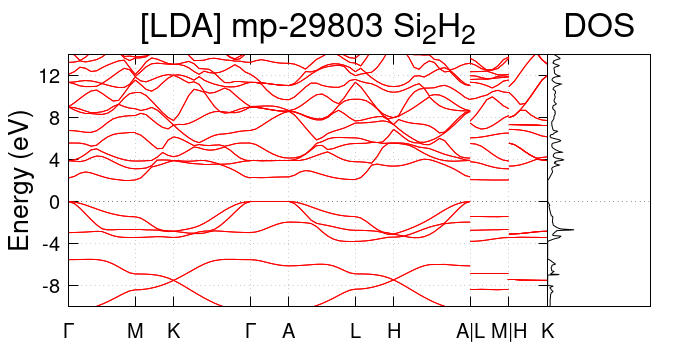 [LDA] mp-29803 Si₂H₂ DOS
Energy (eV)
12
8
4
0
-4
-8
Γ M K Γ A L H A|L M|H K